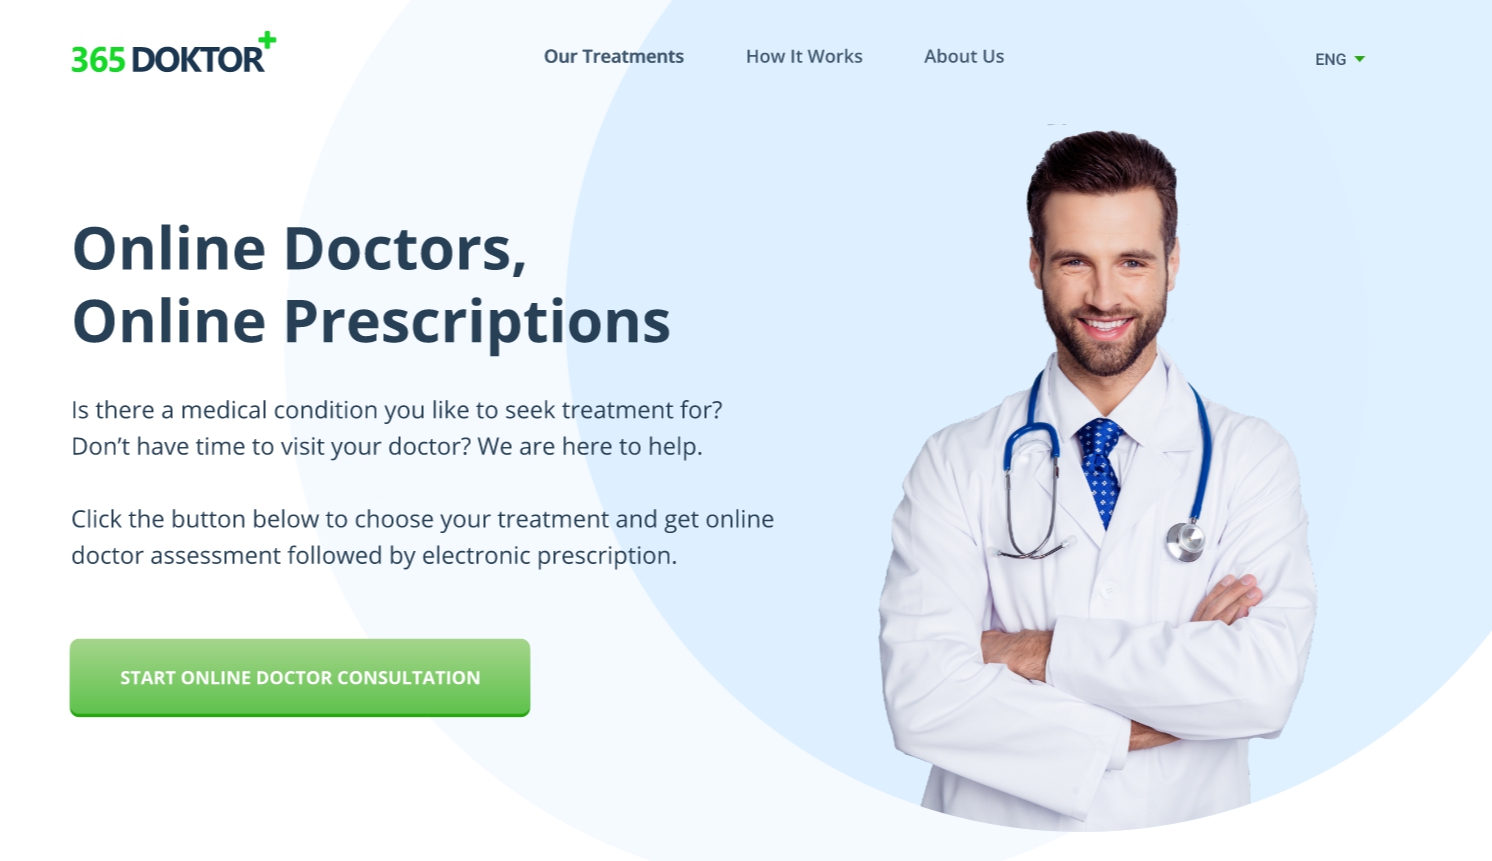 365 DOKTOR
Our Treatments
How It Works
About Us
ENG
Online Doctors,
Online Prescriptions
Is there a medical condition you like to seek treatment for?
Don’t have time to visit your doctor? We are here to help.
Click the button below to choose your treatment and get online
doctor assessment followed by electronic prescription.
START ONLINE DOCTOR CONSULTATION